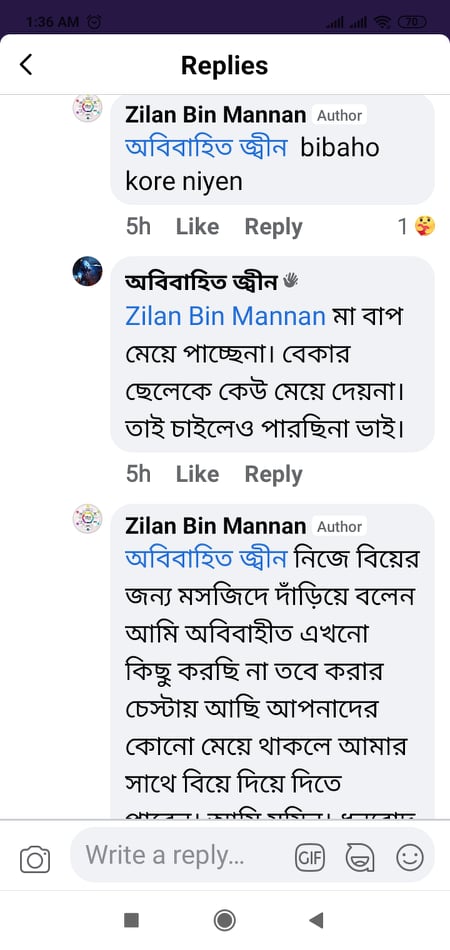 1:36 AM
70
Replies
Zilan Bin Mannan Author
অবিবাহিত জ্বীন bibaho
kore niyen
5h Like Reply 1
অবিবাহিত জ্বীন
Zilan Bin Mannan মা বাপ
মেয়ে পাচ্ছেনা। বেকার
ছেলেকে কেউ মেয়ে দেয়না।
তাই চাইলেও পারছিনা ভাই।
5h Like Reply
Zilan Bin Mannan Author
অবিবাহিত জ্বীন নিজে বিয়ের
জন্য মসজিদে দাঁড়িয়ে বলেন
আমি অবিবাহীত এখনো
কিছু করছি না তবে করার
চেস্টায় আছি আপনাদের
কোনো মেয়ে থাকলে আমার
সাথে বিয়ে দিয়ে দিতে
Write a reply...
GIF